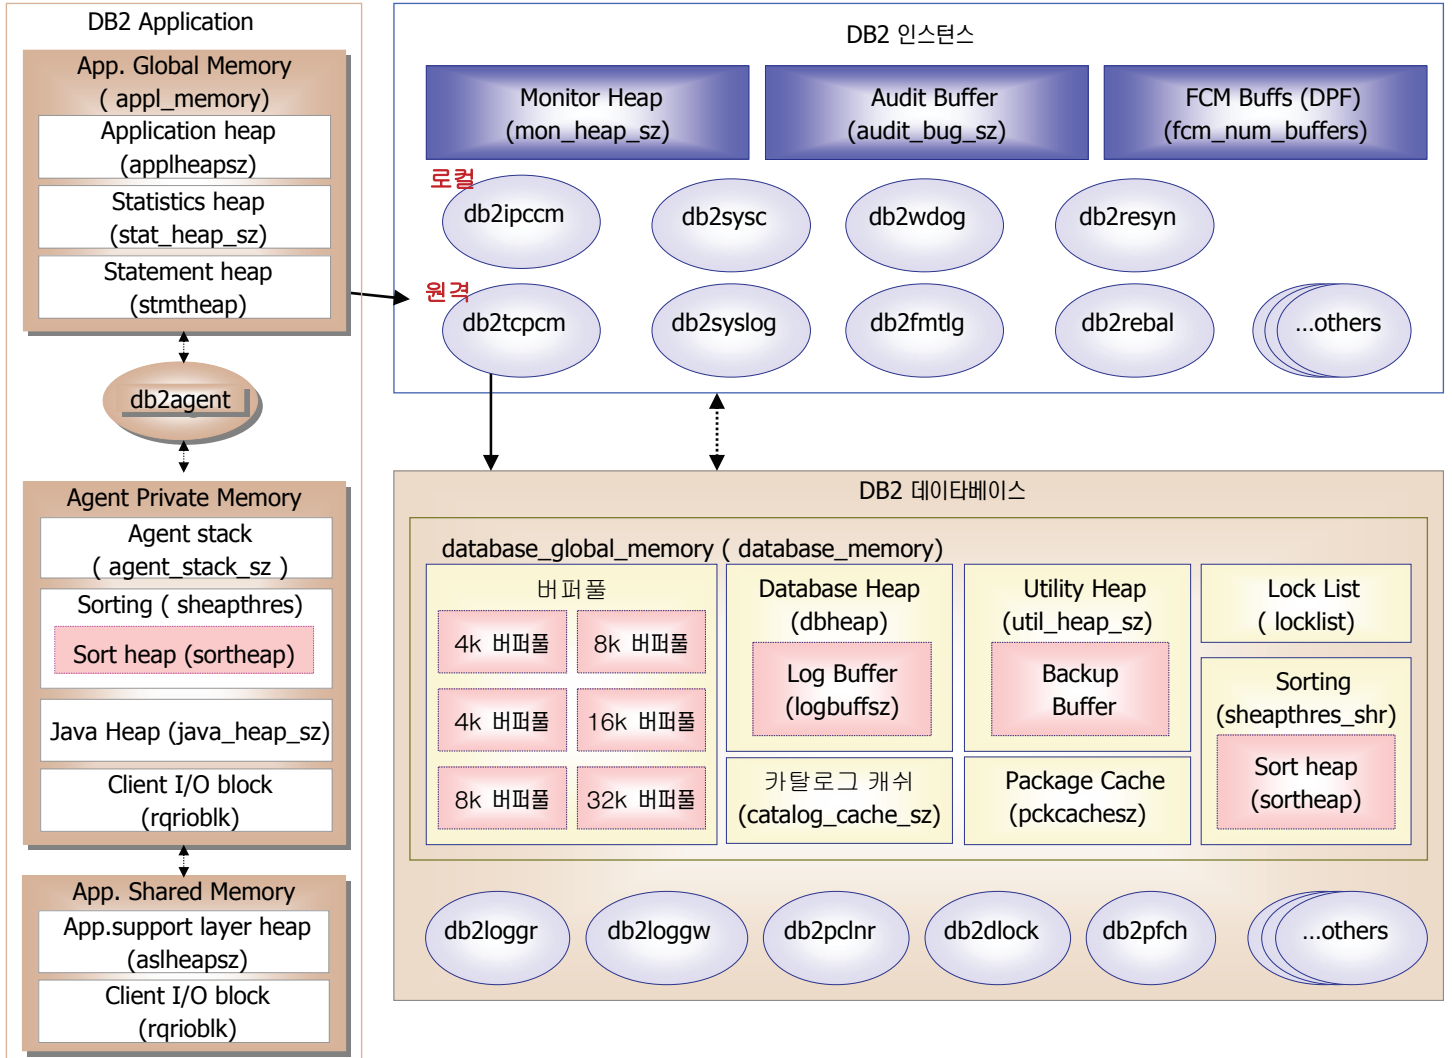 DB2 Application
App. Global Memory
( appl_memory)
Application heap
(applheapsz)
Statistics heap
(stat_heap_sz)
Statement heap
(stmtheap)
db2agent
Agent Private Memory
Agent stack
( agent_stack_sz )
Sorting ( sheapthres)
Sort heap (sortheap)
Java Heap (java_heap_sz)
Client I/O block
(rqrioblk)
App. Shared Memory
App.support layer heap
(aslheapsz)
Client I/O block
(rqrioblk)
DB2 인스턴스
Monitor Heap
(mon_heap_sz)
Audit Buffer
(audit_bug_sz)
FCM Buffs (DPF)
(fcm_num_buffers)
로컬
db2ipccm
db2sysc
db2wdog
db2resyn
원격
db2tcpcm
db2syslog
db2fmtlg
db2rebal
...others
DB2 데이타베이스
database_global_memory ( database_memory)
버퍼풀
4k 버퍼풀
8k 버퍼풀
4k 버퍼풀
16k 버퍼풀
8k 버퍼풀
32k 버퍼풀
Database Heap
(dbheap)
Log Buffer
(logbuffsz)
카탈로그 캐쉬
(catalog_cache_sz)
Utility Heap
(util_heap_sz)
Backup
Buffer
Package Cache
(pckcachesz)
Lock List
( locklist)
Sorting
(sheapthres_shr)
Sort heap
(sortheap)
db2loggr
db2loggw
db2pclnr
db2dlock
db2pfch
...others